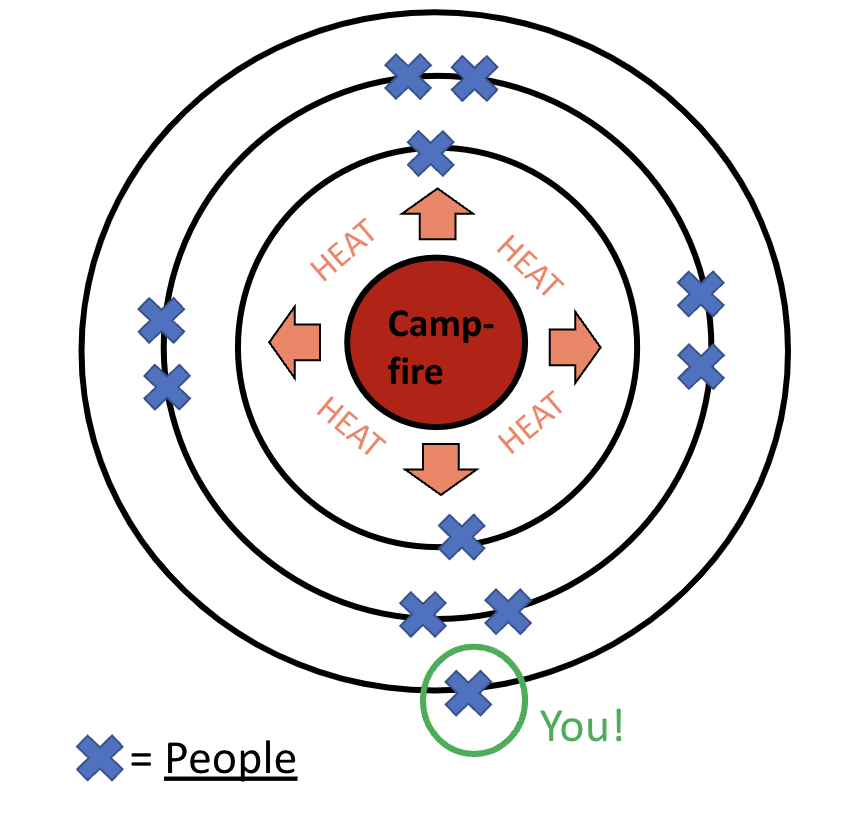 HEAT
HEAT
Camp-
fire
HEAT
HEAT
You!
= People